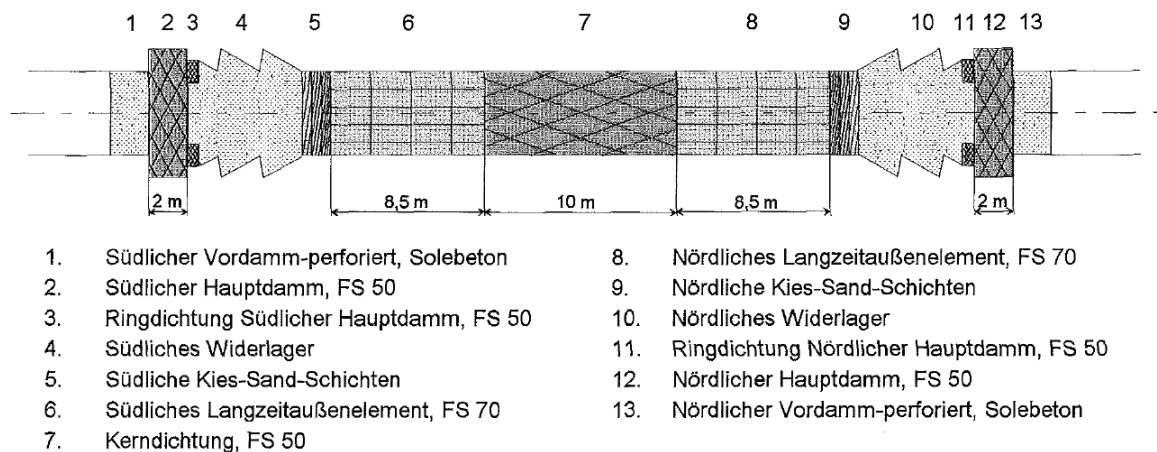 1 2 3 4 5 6 7 8 9 10 11 12 13
2 m 8,5 m 10 m 8,5 m 2 m
1. Südlicher Vordamm-perforiert, Solebeton
2. Südlicher Hauptdamm, FS 50
3. Ringdichtung Südlicher Hauptdamm, FS 50
4. Südliches Widerlager
5. Südliche Kies-Sand-Schichten
6. Südliches Langzeitaußenelement, FS 70
7. Kerndichtung, FS 50
8. Nördliches Langzeitaußenelement, FS 70
9. Nördliche Kies-Sand-Schichten
10. Nördliches Widerlager
11. Ringdichtung Nördlicher Hauptdamm, FS 50
12. Nördlicher Hauptdamm, FS 50
13. Nördlicher Vordamm-perforiert, Solebeton